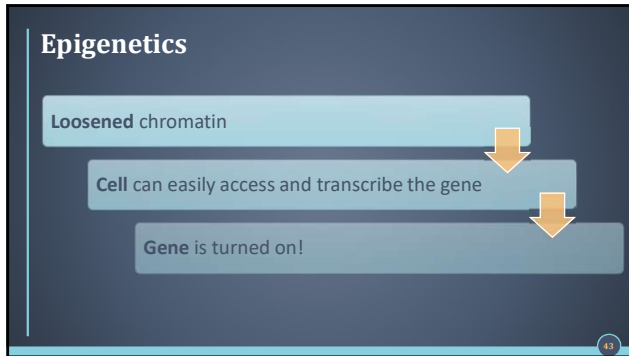 Epigenetics
Loosened chromatin
Cell can easily access and transcribe the gene
Gene is turned on!
43